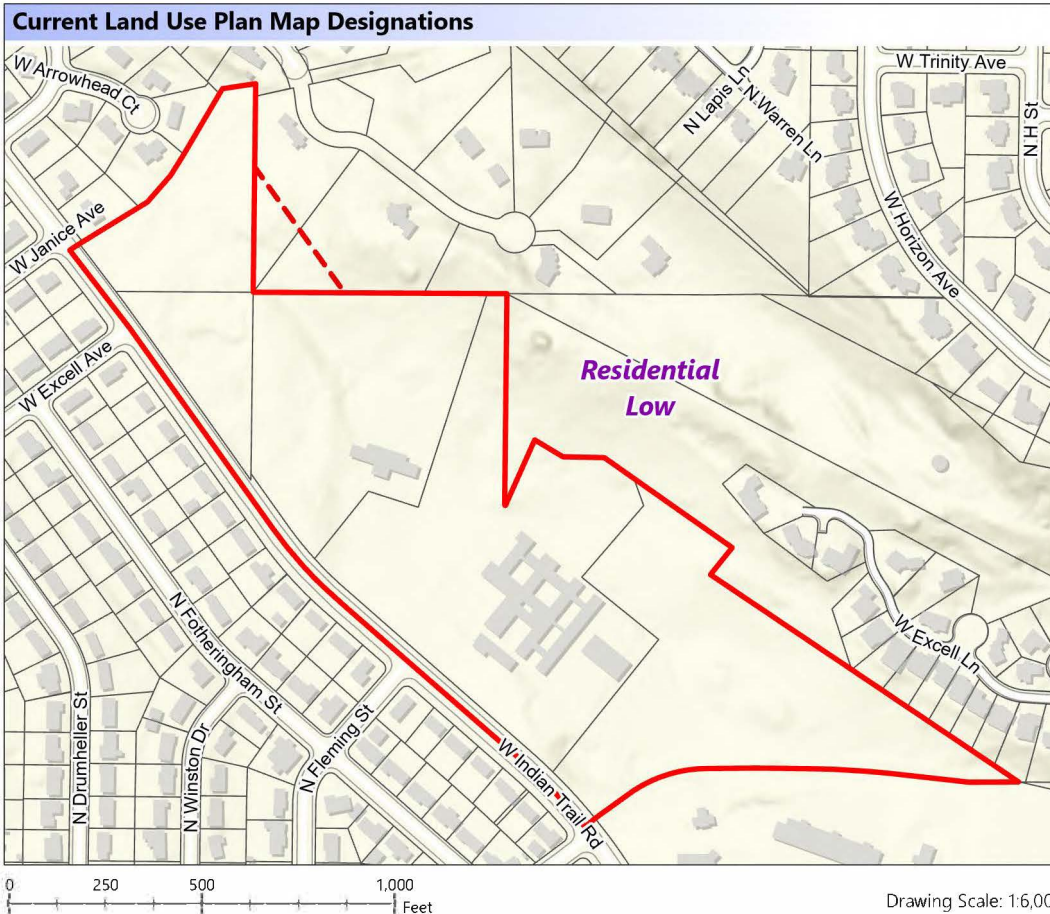 Current Land Use Plan Map Designations
W Arrowhead Ct
W Trinity Ave
N Lapis Ln
N Warren Ln
N H St
W Horizon Ave
W Janice Ave
W Excell Ave
Residential
Low
N Fotheringham St
W Excell Ln
N Drumheller St
N Winston Dr
N Fleming St
W Indian Trail Rd
0 250 500 1,000
Feet
Drawing Scale: 1:6,00